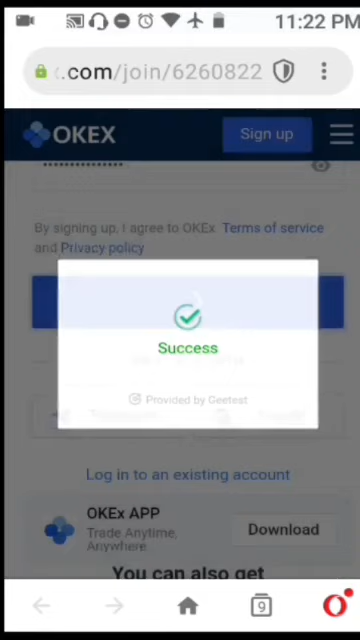 11:22 PM
.com/join/6260822
OKEX
Sign up
By signing up, I agree to OKEx Terms of service
and Privacy policy
Success
Provided by Geetest
Log in to an existing account
OKEx APP
Trade Anytime,
Anywhere
Download
You can also get
9